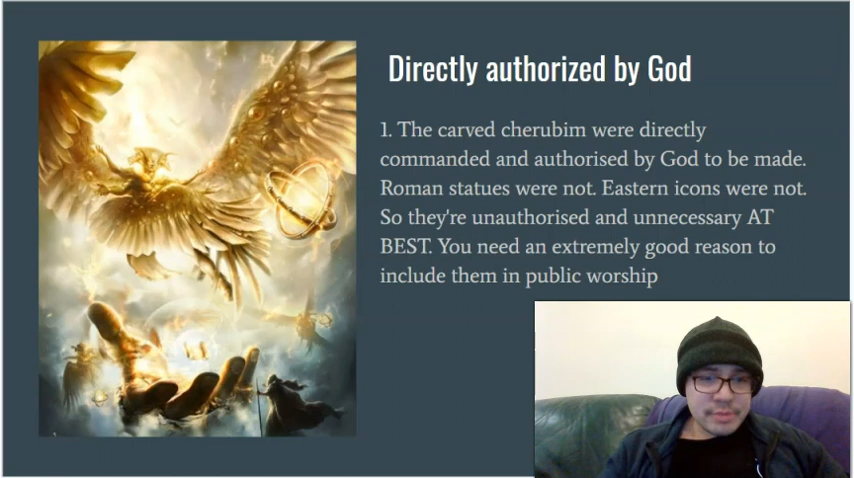 Directly authorized by God
1. The carved cherubim were directly
commanded and authorised by God to be made.
Roman statues were not. Eastern icons were not.
So they're unauthorised and unnecessary AT
BEST. You need an extremely good reason to
include them in public worship